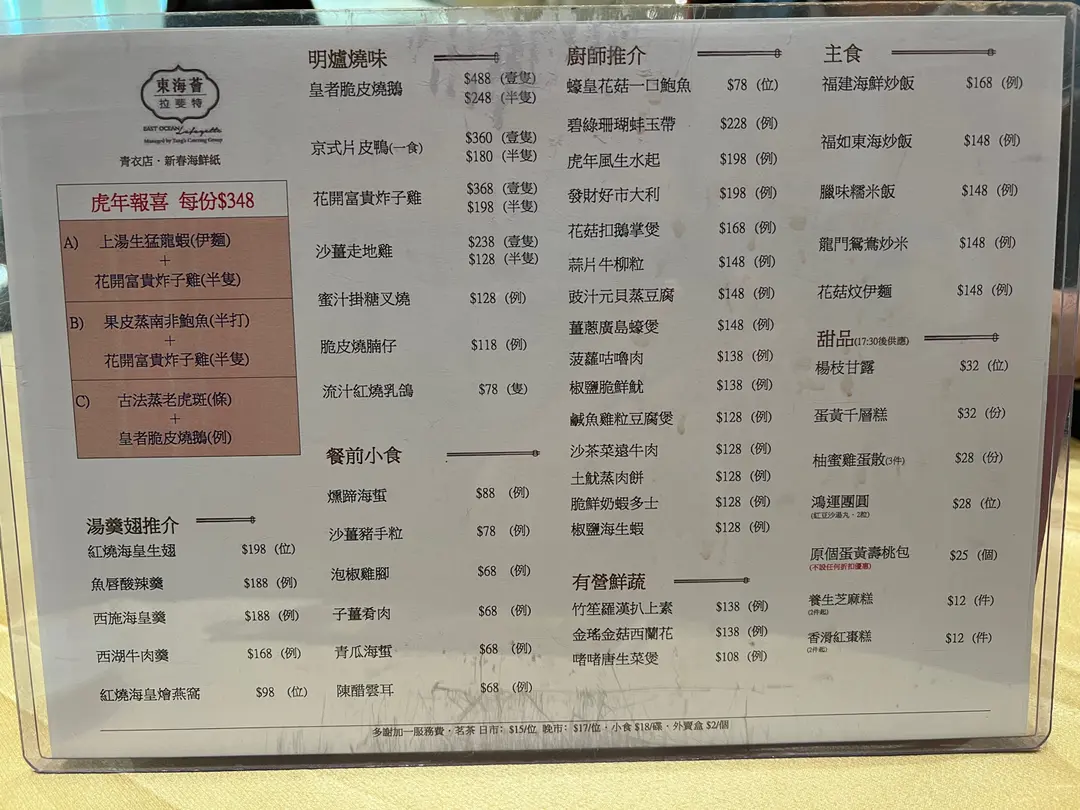 東海薈
拉斐特
EAST OCEAN Lafayette
Managed by Tang's Catering Group
青衣店·新春海鮮紙
虎年報喜 每份$348
A) 上湯生猛龍蝦(伊麵)
+
花開富貴炸子雞(半隻)
B) 果皮蒸南非鮑魚(半打)
+
花開富貴炸子雞(半隻)
C) 古法蒸老虎斑(條)
+
皇者脆皮燒鵝(例)
湯羹翅推介
紅燒海皇生翅 $198 (位)
魚唇酸辣羹 $188 (例)
西施海皇羹 $188 (例)
西湖牛肉羹 $168 (例)
紅燒海皇燴燕窩 $98 (位)
明爐燒味
皇者脆皮燒鵝 $488 (壹隻)
$248 (半隻)
京式片皮鴨(一食) $360 (壹隻)
$180 (半隻)
花開富貴炸子雞 $368 (壹隻)
$198 (半隻)
沙薑走地雞 $238 (壹隻)
$128 (半隻)
蜜汁掛糖叉燒 $128 (例)
脆皮燒腩仔 $118 (例)
流汁紅燒乳鴿 $78 (隻)
餐前小食
燻蹄海蜇 $88 (例)
沙薑豬手粒 $78 (例)
泡椒雞腳 $68 (例)
子薑肴肉 $68 (例)
青瓜海蜇 $68 (例)
陳醋雲耳 $68 (例)
廚師推介
蠔皇花菇一口鮑魚 $78 (位)
碧綠珊瑚蚌玉帶 $228 (例)
虎年風生水起 $198 (例)
發財好市大利 $198 (例)
花菇扣鵝掌煲 $168 (例)
蒜片牛柳粒 $148 (例)
豉汁元貝蒸豆腐 $148 (例)
薑蔥廣島蠔煲 $148 (例)
菠蘿咕嚕肉 $138 (例)
椒鹽脆鮮魷 $138 (例)
鹹魚雞粒豆腐煲 $128 (例)
沙茶菜遠牛肉 $128 (例)
土魷蒸肉餅 $128 (例)
脆鮮奶蝦多士 $128 (例)
椒鹽海生蝦 $128 (例)
有營鮮蔬
竹笙羅漢扒上素 $138 (例)
金瑤金菇西蘭花 $138 (例)
啫啫唐生菜煲 $108 (例)
主食
福建海鮮炒飯 $168 (例)
福如東海炒飯 $148 (例)
臘味糯米飯 $148 (例)
龍門鴛鴦炒米 $148 (例)
花菇炆伊麵 $148 (例)
甜品(17:30後供應)
楊枝甘露 $32 (位)
蛋黃千層糕 $32 (份)
柚蜜雞蛋散(3件) $28 (份)
鴻運團圓 $28 (位)
(紅豆沙湯丸·2粒)
原個蛋黃壽桃包 $25 (個)
(不設任何折扣優惠)
養生芝麻糕 $12 (件)
(2件起)
香滑紅棗糕 $12 (件)
(2件起)
多謝加一服務費·茗茶 日市: $15/位 晚市: $17/位·小食 $18/碟·外賣盒 $2/個